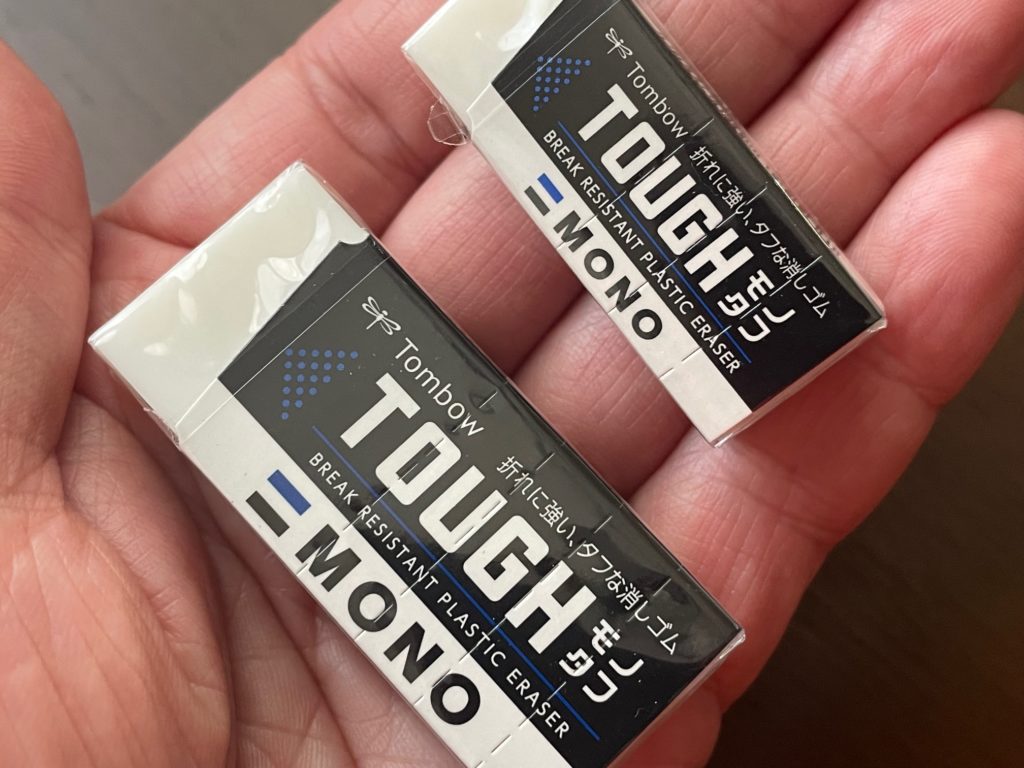 Tombow
折れに強い、タフな消しゴム
TOUGH
モノ
タフ
BREAK RESISTANT PLASTIC ERASER
MONO
Tombow
折れに強い、タフな消しゴム
TOUGH
モノ
タフ
BREAK RESISTANT PLASTIC ERASER
MONO